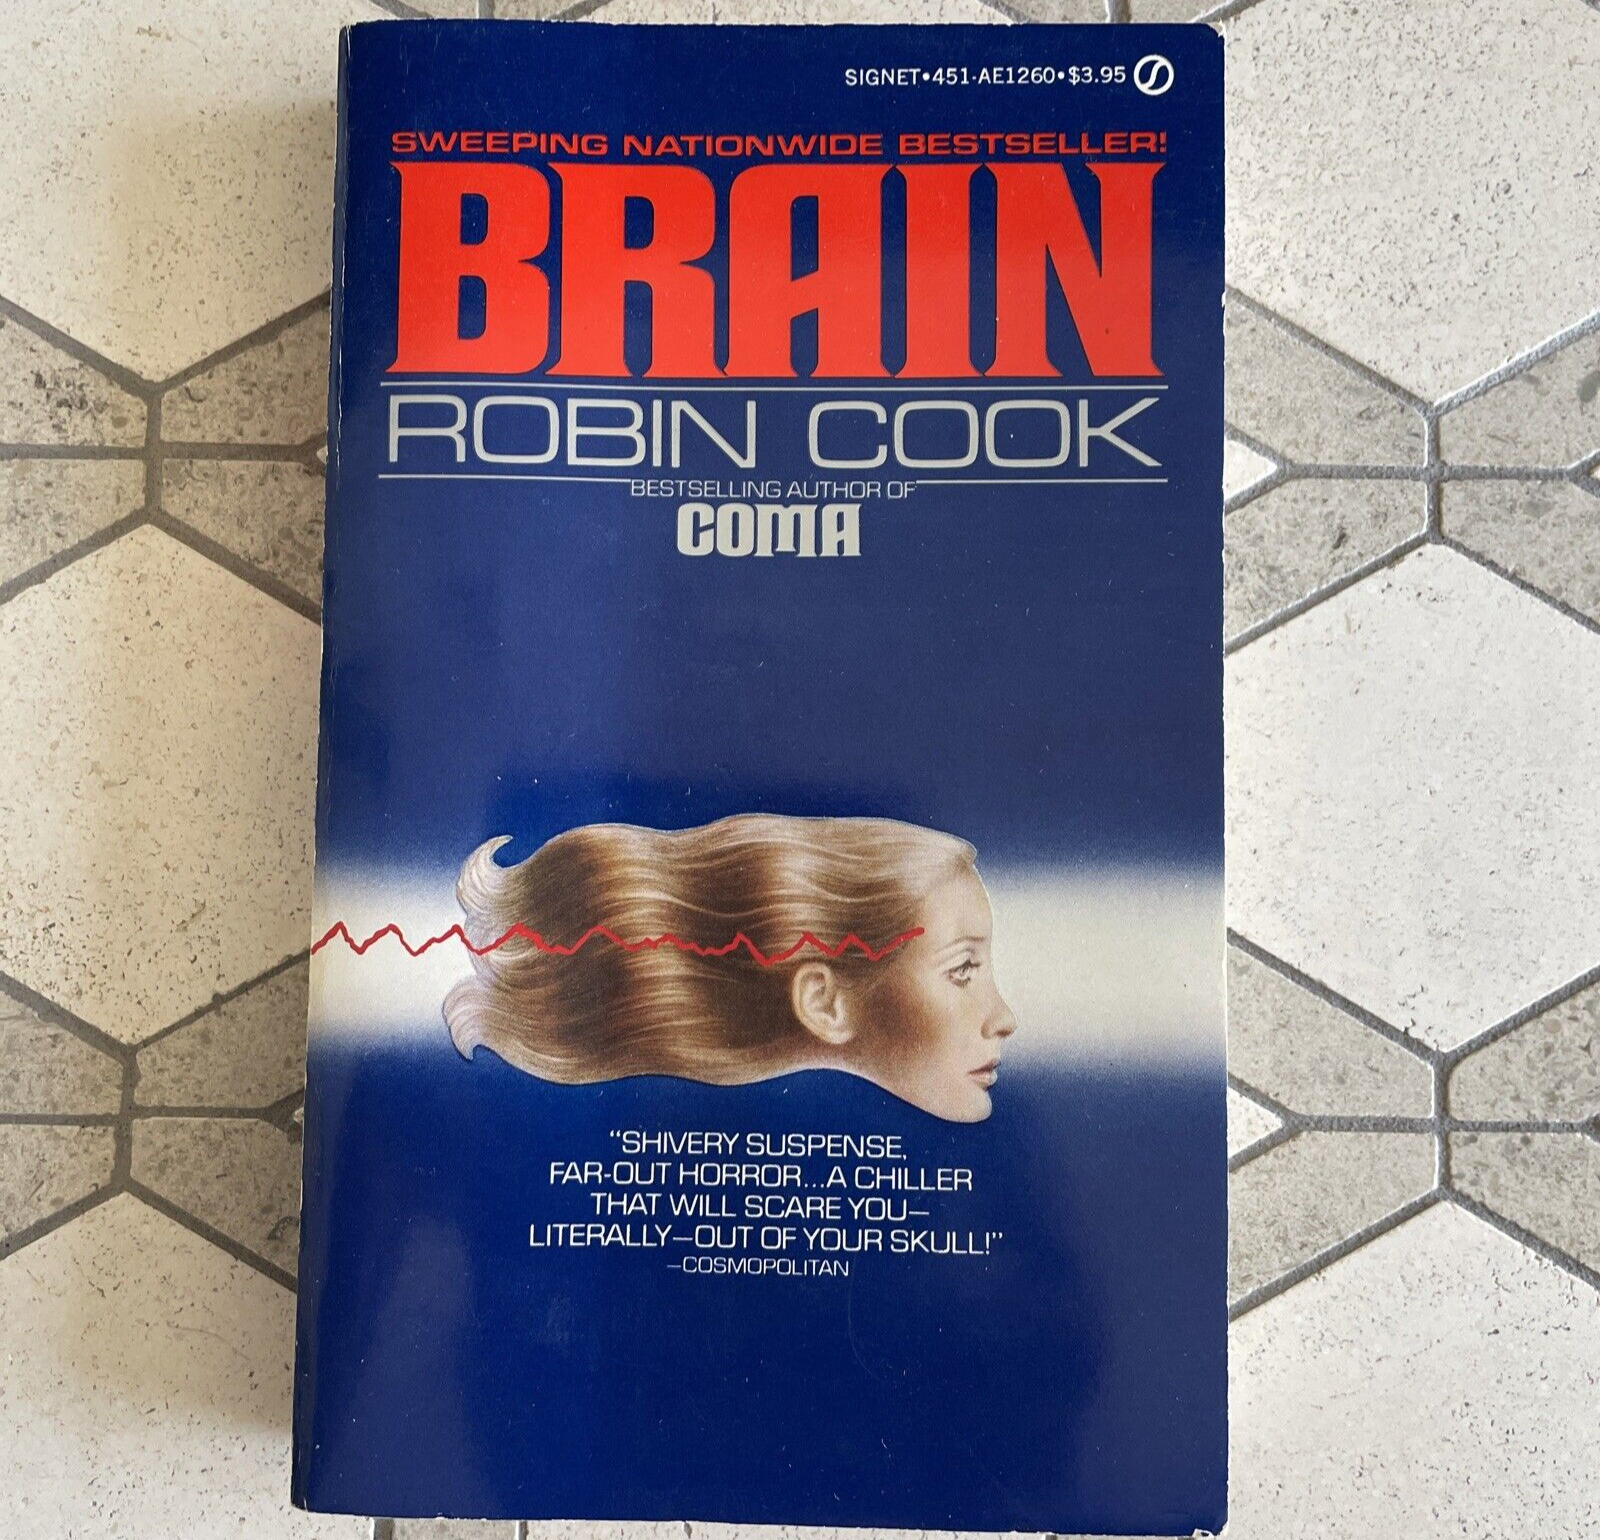 SIGNET•451-AE1260•$3.95
SWEEPING NATIONWIDE BESTSELLER!
BRAIN
ROBIN COOK
BESTSELLING AUTHOR OF
COMA
“SHIVERY SUSPENSE,
FAR-OUT HORROR...A CHILLER
THAT WILL SCARE YOU—
LITERALLY—OUT OF YOUR SKULL!”
—COSMOPOLITAN